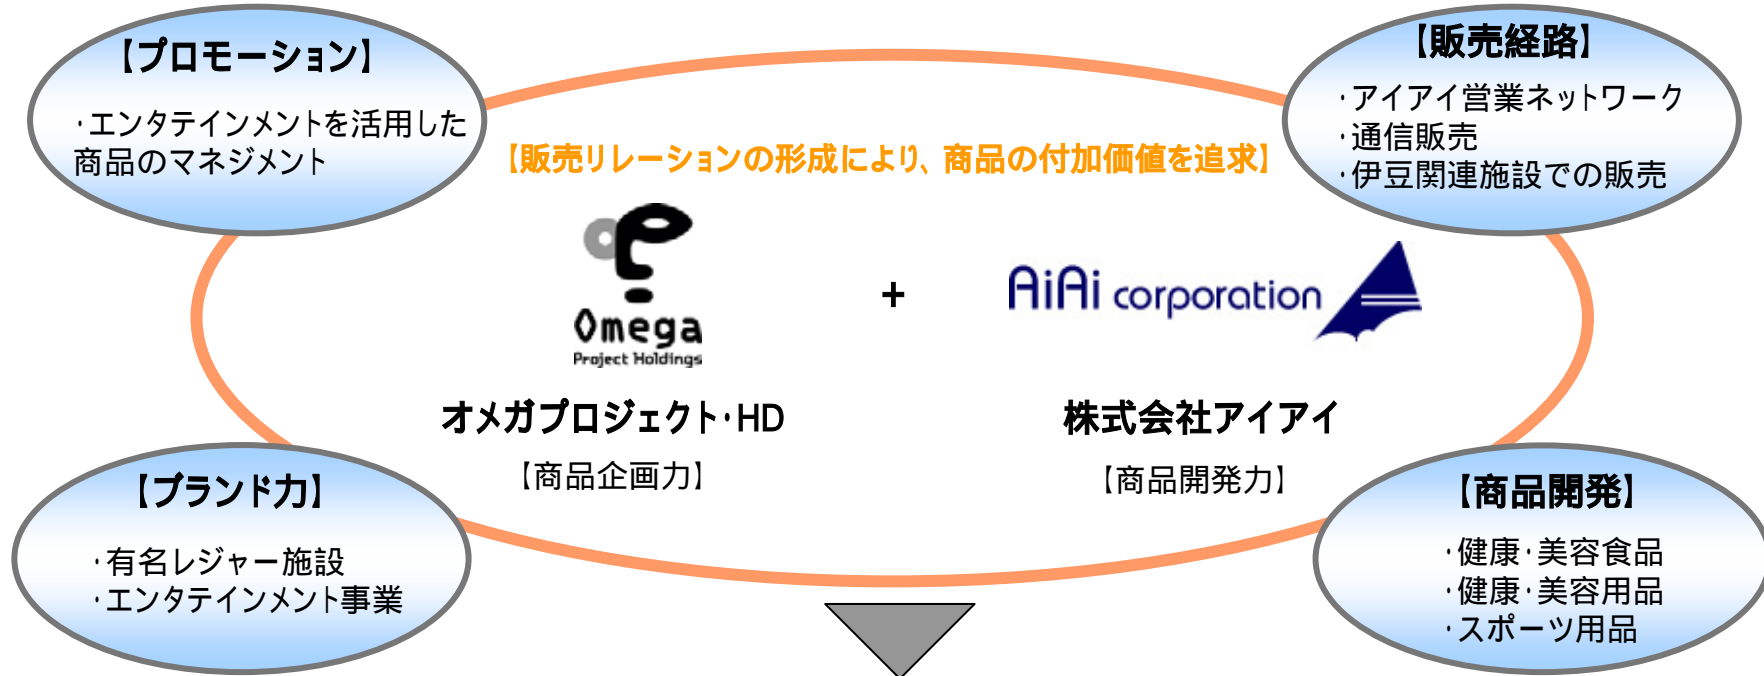 【プロモーション】
・エンタテインメントを活用した
商品のマネジメント
【販売経路】
・アイアイ営業ネットワーク
・通信販売
・伊豆関連施設での販売
【販売リレーションの形成により、商品の付加価値を追求】
Omega
Project Holdings
+
AiAi corporation
オメガプロジェクト・HD
【商品企画力】
株式会社アイアイ
【商品開発力】
【ブランド力】
・有名レジャー施設
・エンタテインメント事業
【商品開発】
・健康・美容食品
・健康・美容用品
・スポーツ用品